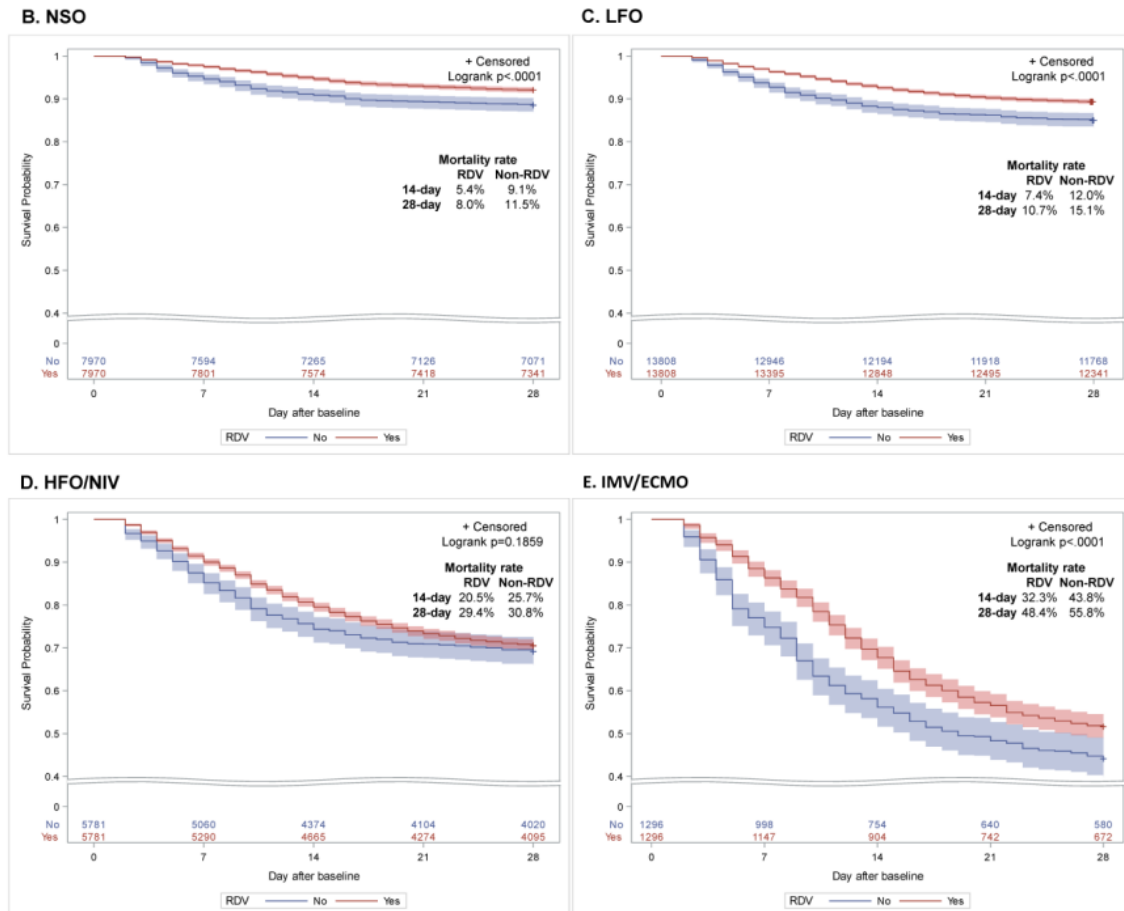 B. NSO
1
+ Censored
Logrank p<.0001
0.9
0.8
Mortality rate
RDV Non-RDV
14-day 5.4% 9.1%
28-day 8.0% 11.5%
0.7
0.6
0.5
0.4
0
Survival Probability
No 7970 7594 7265 7126 7071
Yes 7970 7801 7574 7418 7341
0 7 14 21 28
Day after baseline
RDV No Yes
C. LFO
1
+ Censored
Logrank p<.0001
0.9
0.8
Mortality rate
RDV Non-RDV
14-day 7.4% 12.0%
28-day 10.7% 15.1%
0.7
0.6
0.5
0.4
0
Survival Probability
No 13808 12946 12194 11918 11768
Yes 13808 13395 12848 12495 12341
0 7 14 21 28
Day after baseline
RDV No Yes
D. HFO/NIV
1
+ Censored
Logrank p=0.1859
0.9
Mortality rate
RDV Non-RDV
14-day 20.5% 25.7%
28-day 29.4% 30.8%
0.8
0.7
0.6
0.5
0.4
0
Survival Probability
No 5781 5060 4374 4104 4020
Yes 5781 5290 4665 4274 4095
0 7 14 21 28
Day after baseline
RDV No Yes
E. IMV/ECMO
1
+ Censored
Logrank p<.0001
0.9
Mortality rate
RDV Non-RDV
14-day 32.3% 43.8%
28-day 48.4% 55.8%
0.8
0.7
0.6
0.5
0.4
0
Survival Probability
No 1296 998 754 640 580
Yes 1296 1147 904 742 672
0 7 14 21 28
Day after baseline
RDV No Yes